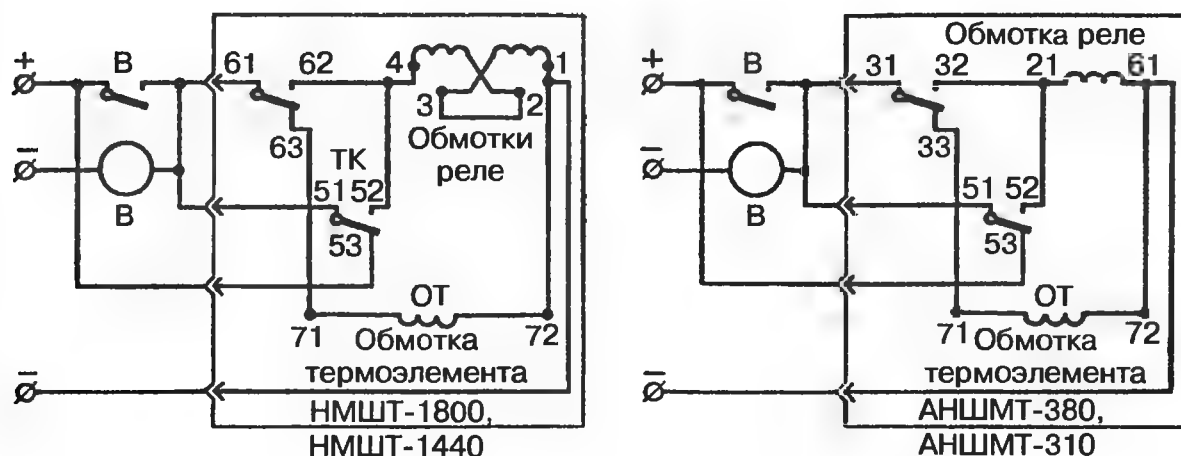 +
В
61
62
4
1
3
2
Обмотки
реле
63
ТК
51 52
53
–
В
ОТ
71
72
Обмотка
термоэлемента
–
НМШТ-1800,
НМШТ-1440
+
В
31
32
Обмотка реле
21
61
33
51
52
53
–
В
ОТ
71
72
Обмотка
термоэлемента
–
АНШМТ-380,
АНШМТ-310